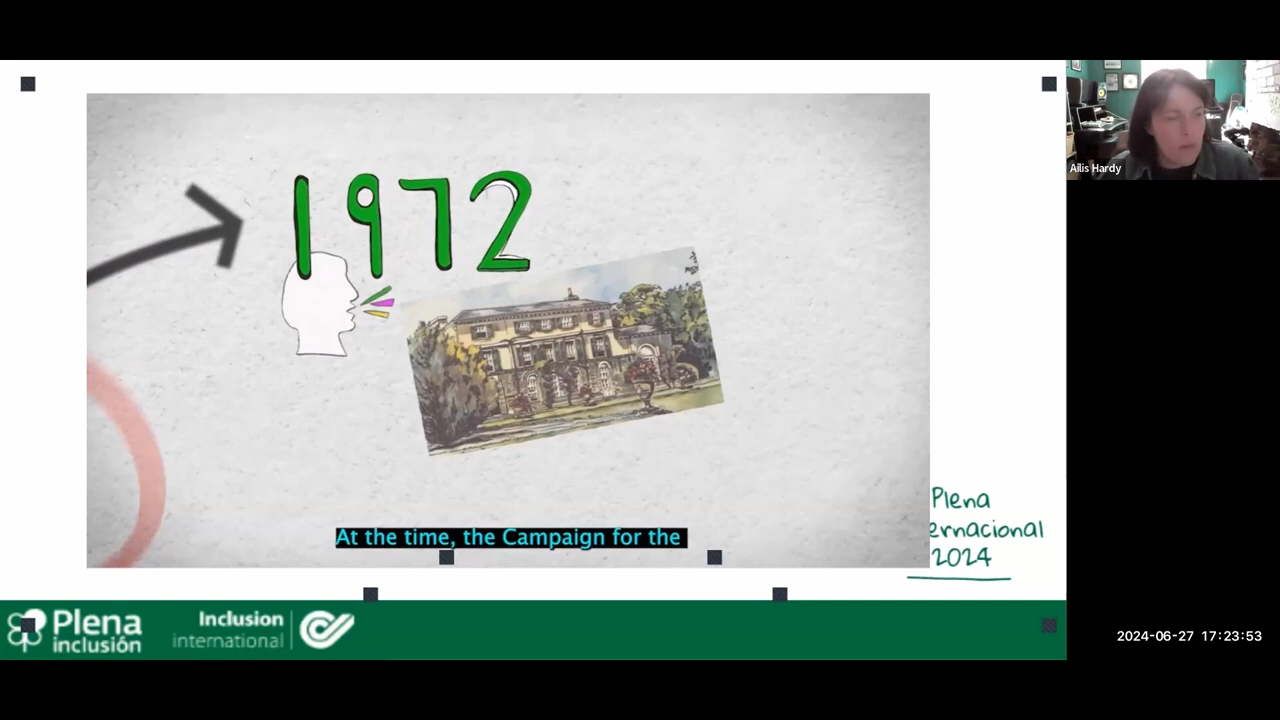 1972
At the time, the Campaign for the
Plena
ernacional
2024
Plena
inclusión
Inclusion
international
Ailis Hardy
2024-06-27 17:23:53